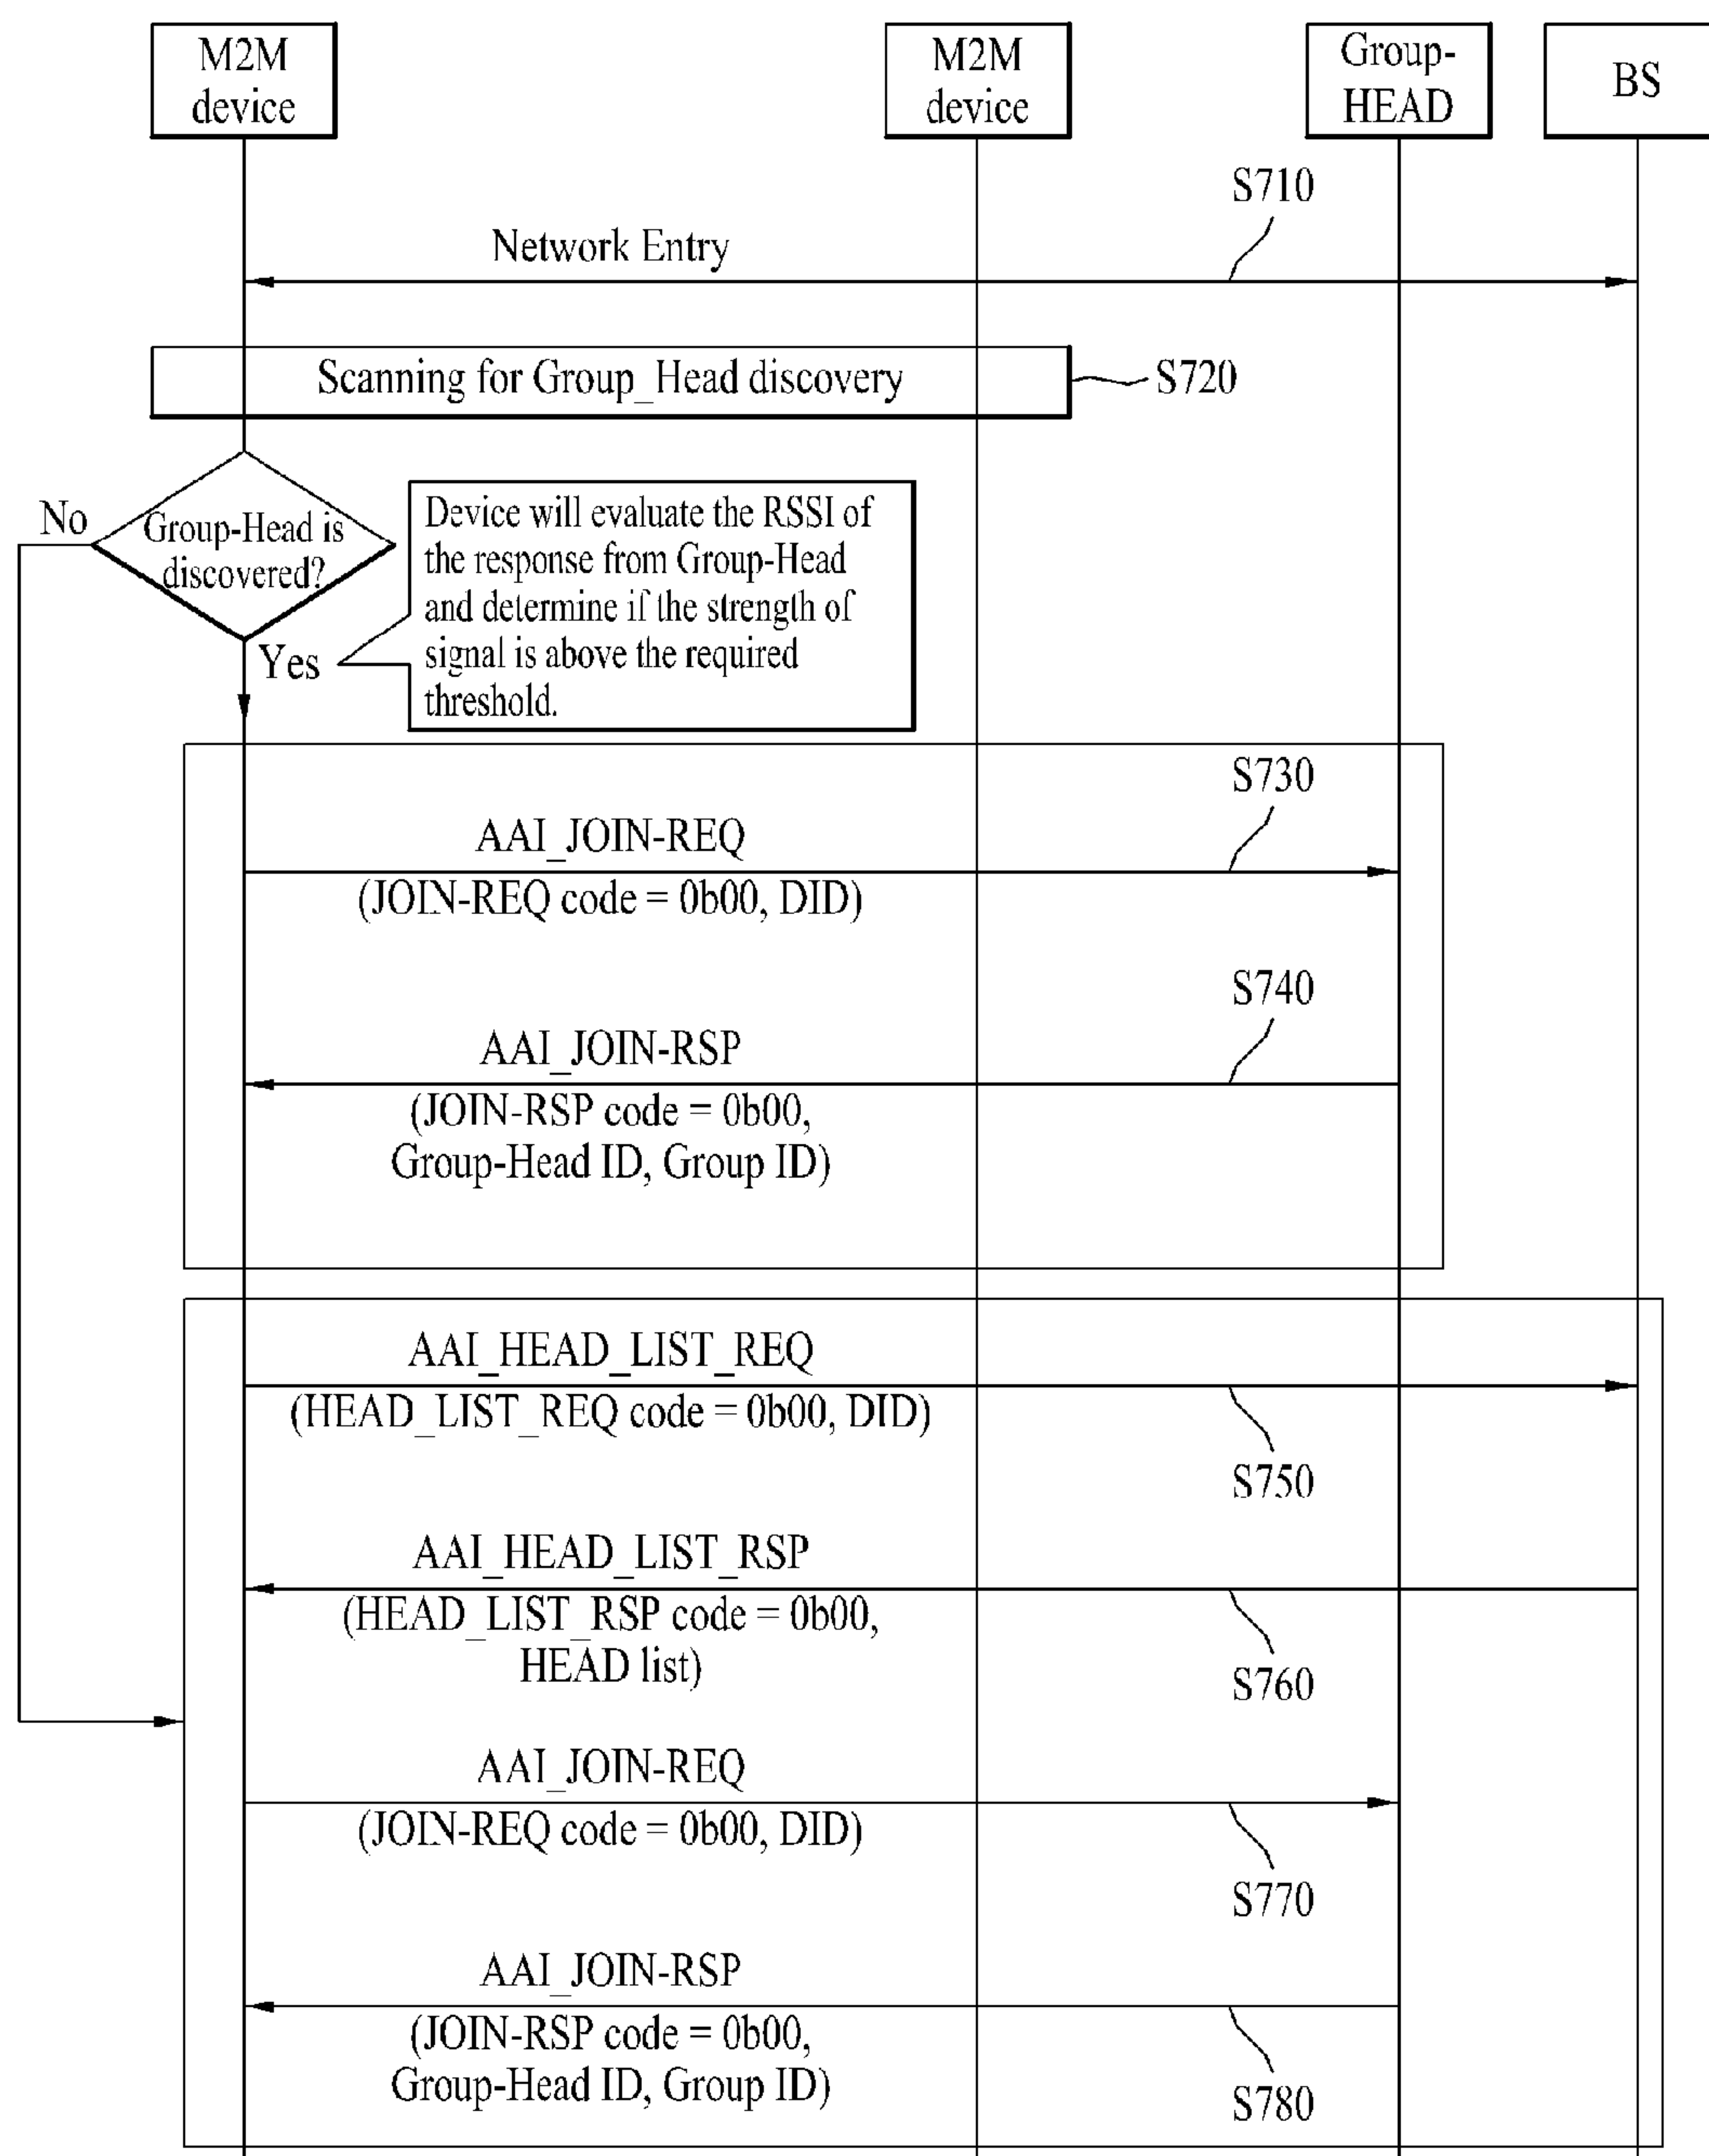 M2M
device
M2M
device
Group-
HEAD
BS
S710
Network Entry
Scanning for Group_Head discovery
S720
No
Group-Head is
discovered?
Yes
Device will evaluate the RSSI of
the response from Group-Head
and determine if the strength of
signal is above the required
threshold.
S730
AAI_JOIN-REQ
(JOIN-REQ code = 0b00, DID)
S740
AAI_JOIN-RSP
(JOIN-RSP code = 0b00,
Group-Head ID, Group ID)
AAI_HEAD_LIST_REQ
(HEAD_LIST_REQ code = 0b00, DID)
S750
AAI_HEAD_LIST_RSP
(HEAD_LIST_RSP code = 0b00,
HEAD list)
S760
AAI_JOIN-REQ
(JOIN-REQ code = 0b00, DID)
S770
AAI_JOIN-RSP
(JOIN-RSP code = 0b00,
Group-Head ID, Group ID)
S780